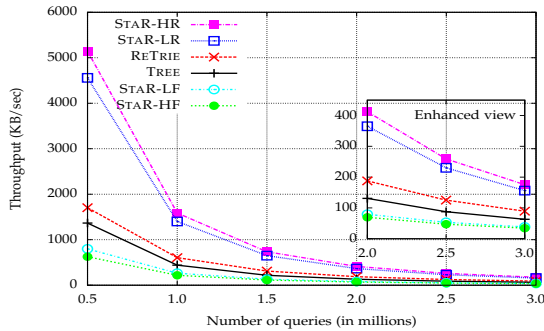 6000
5000
4000
3000
2000
1000
0
Throughput (KB/sec)
STAR-HR
STAR-LR
RETRIE
TREE
STAR-LF
STAR-HF
Enhanced view
400
300
200
100
0
2.0 2.5 3.0
0.5 1.0 1.5 2.0 2.5 3.0
Number of queries (in millions)